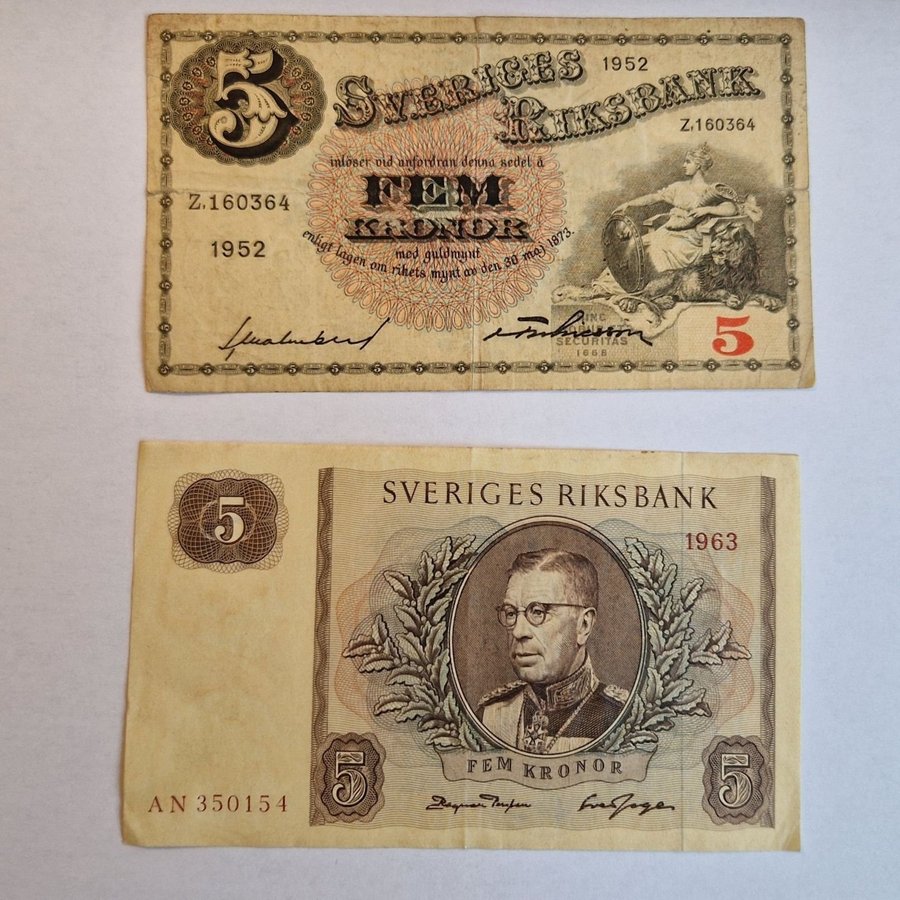 5
SVERIGES 1952
RIKSBANK
Z,160364
inlöser vid anfordran denna sedel å
FEM
KRONOR
med guldmynt
enligt lagen om rikets mynt av den 30 maj 1873.
Z,160364
1952
HINC
SECURITAS
1668
5
5
SVERIGES RIKSBANK
1963
FEM KRONOR
5
5
AN 350154